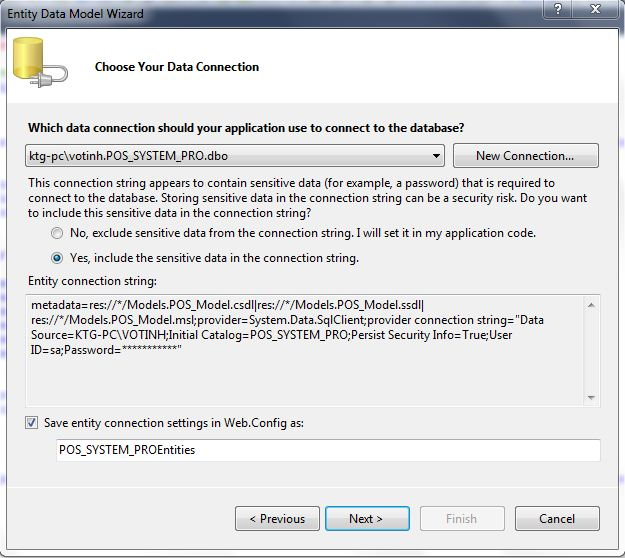 Entity Data Model Wizard
Choose Your Data Connection
Which data connection should your application use to connect to the database?
ktg-pc\votinh.POS_SYSTEM_PRO.dbo
New Connection...
This connection string appears to contain sensitive data (for example, a password) that is required to
connect to the database. Storing sensitive data in the connection string can be a security risk. Do you want
to include this sensitive data in the connection string?
No, exclude sensitive data from the connection string. I will set it in my application code.
Yes, include the sensitive data in the connection string.
Entity connection string:
metadata=res://*/Models.POS_Model.csdl|res://*/Models.POS_Model.ssdl|
res://*/Models.POS_Model.msl;provider=System.Data.SqlClient;provider connection string="Data
Source=KTG-PC\VOTINH;Initial Catalog=POS_SYSTEM_PRO;Persist Security Info=True;User
ID=sa;Password=***********"
Save entity connection settings in Web.Config as:
POS_SYSTEM_PROEntities
< Previous
Next >
Finish
Cancel